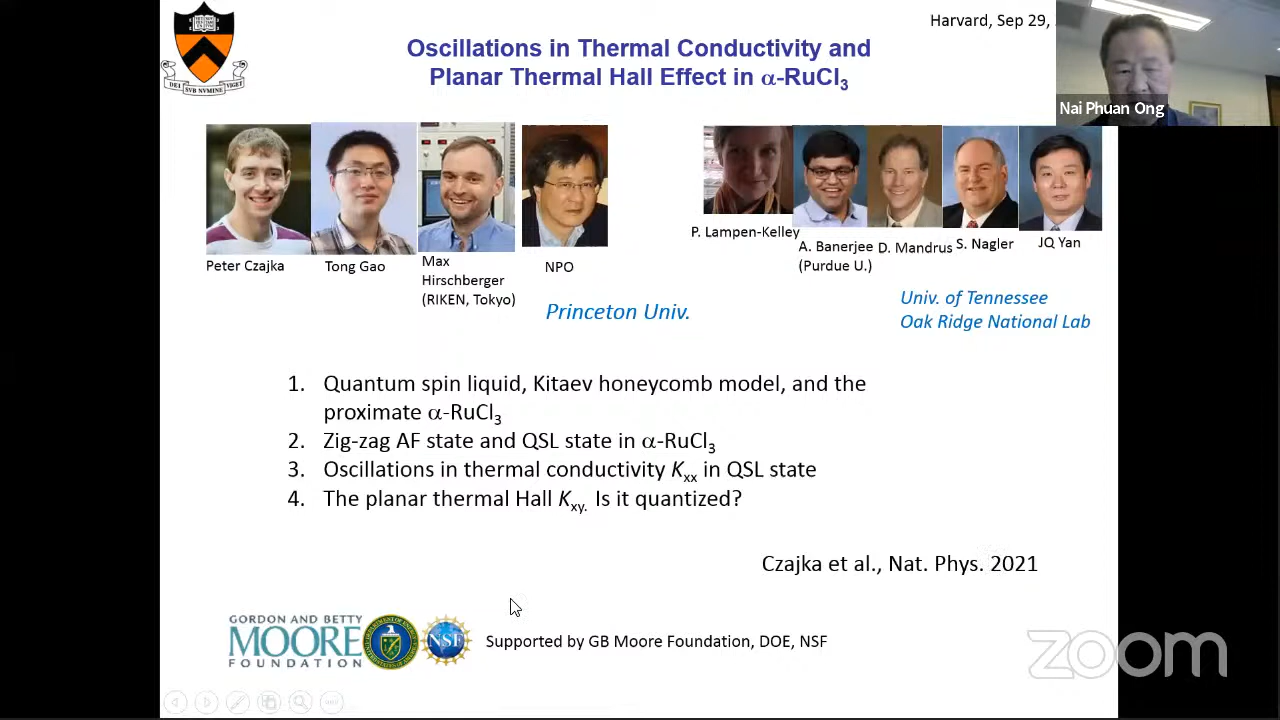 Harvard, Sep 29,
Oscillations in Thermal Conductivity and
Planar Thermal Hall Effect in α-RuCl3
Nai Phuan Ong
DEI SVB NVMINE VIGET
Peter Czajka
Tong Gao
Max
Hirschberger
(RIKEN, Tokyo)
NPO
P. Lampen-Kelley
A. Banerjee
(Purdue U.)
D. Mandrus
S. Nagler
JQ Yan
Princeton Univ.
Univ. of Tennessee
Oak Ridge National Lab
1. Quantum spin liquid, Kitaev honeycomb model, and the
proximate α-RuCl3
2. Zig-zag AF state and QSL state in α-RuCl3
3. Oscillations in thermal conductivity Kxx in QSL state
4. The planar thermal Hall Kxy. Is it quantized?
Czajka et al., Nat. Phys. 2021
GORDON AND BETTY
MOORE
FOUNDATION
NSF
Supported by GB Moore Foundation, DOE, NSF
zoom